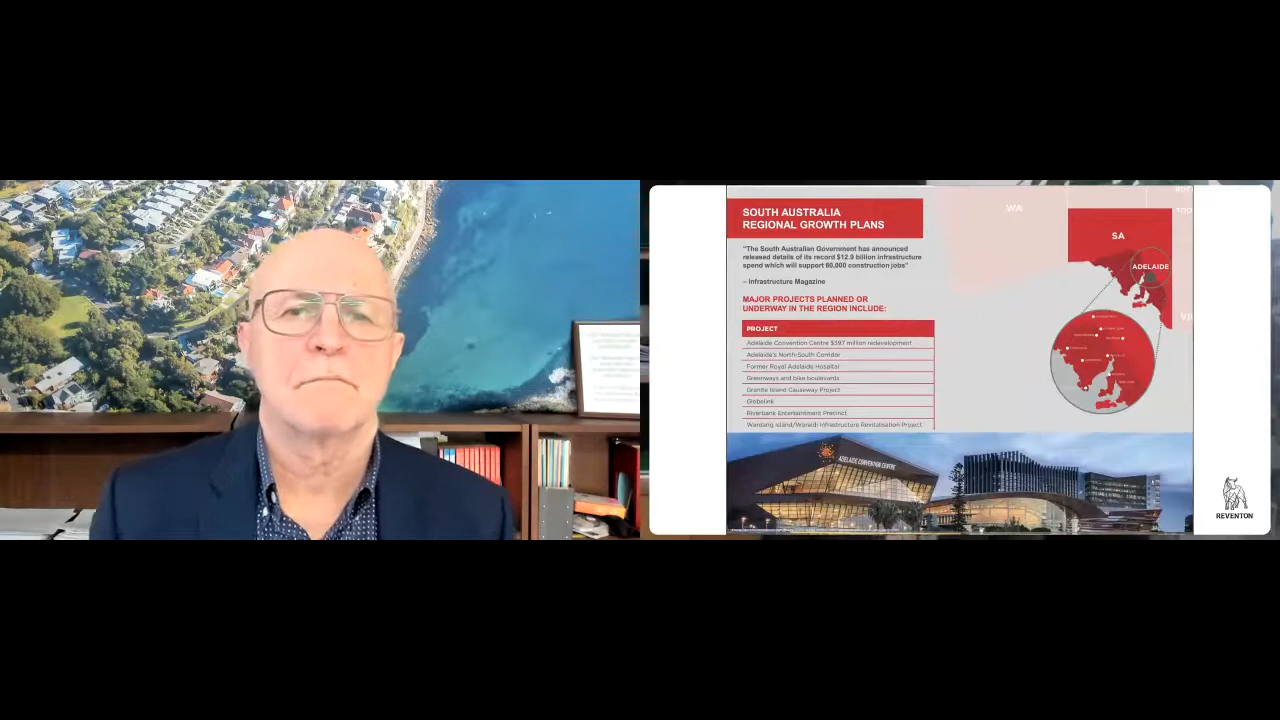 SOUTH AUSTRALIA
REGIONAL GROWTH PLANS
"The South Australian Government has announced
released details of its record $12.9 billion infrastructure
spend which will support 80,000 construction jobs"
– Infrastructure Magazine
MAJOR PROJECTS PLANNED OR
UNDERWAY IN THE REGION INCLUDE:
PROJECT
Adelaide Convention Centre $397 million redevelopment
Adelaide's North-South Corridor
Former Royal Adelaide Hospital
Greenways and bike boulevards
Granite Island Causeway Project
Globelink
Riverbank Entertainment Precinct
Wardang Island/Waraldi Infrastructure Revitalisation Project
WA
SA
ADELAIDE
ADELAIDE CONVENTION CENTRE
REVENTON